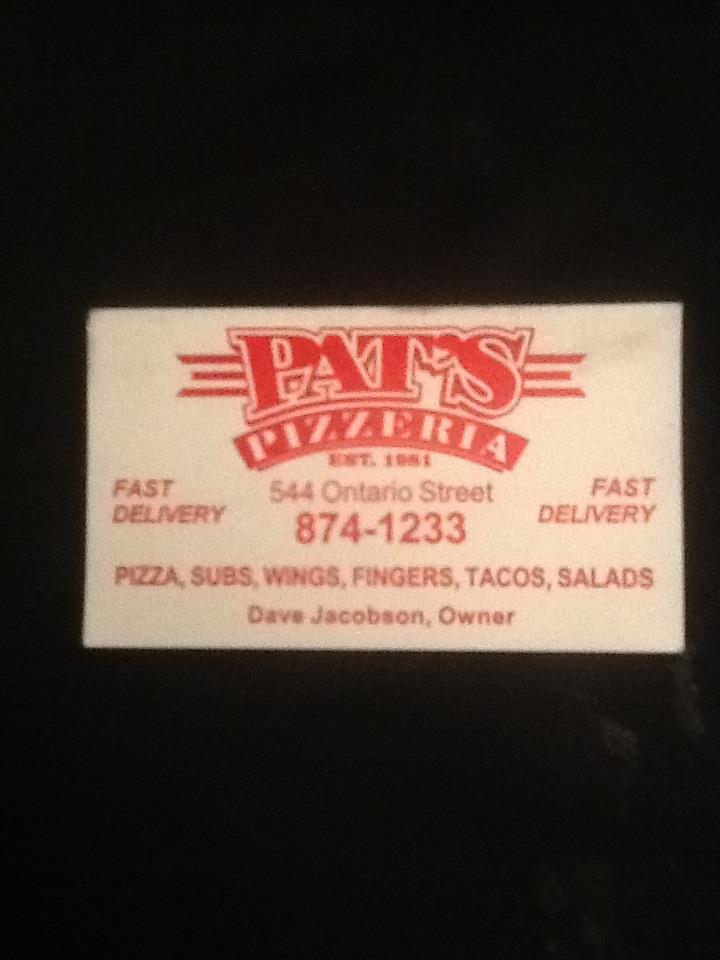 PAT'S
PIZZERIA
EST. 1981
544 Ontario Street
FAST DELIVERY
FAST DELIVERY
874-1233
PIZZA, SUBS, WINGS, FINGERS, TACOS, SALADS
Dave Jacobson, Owner